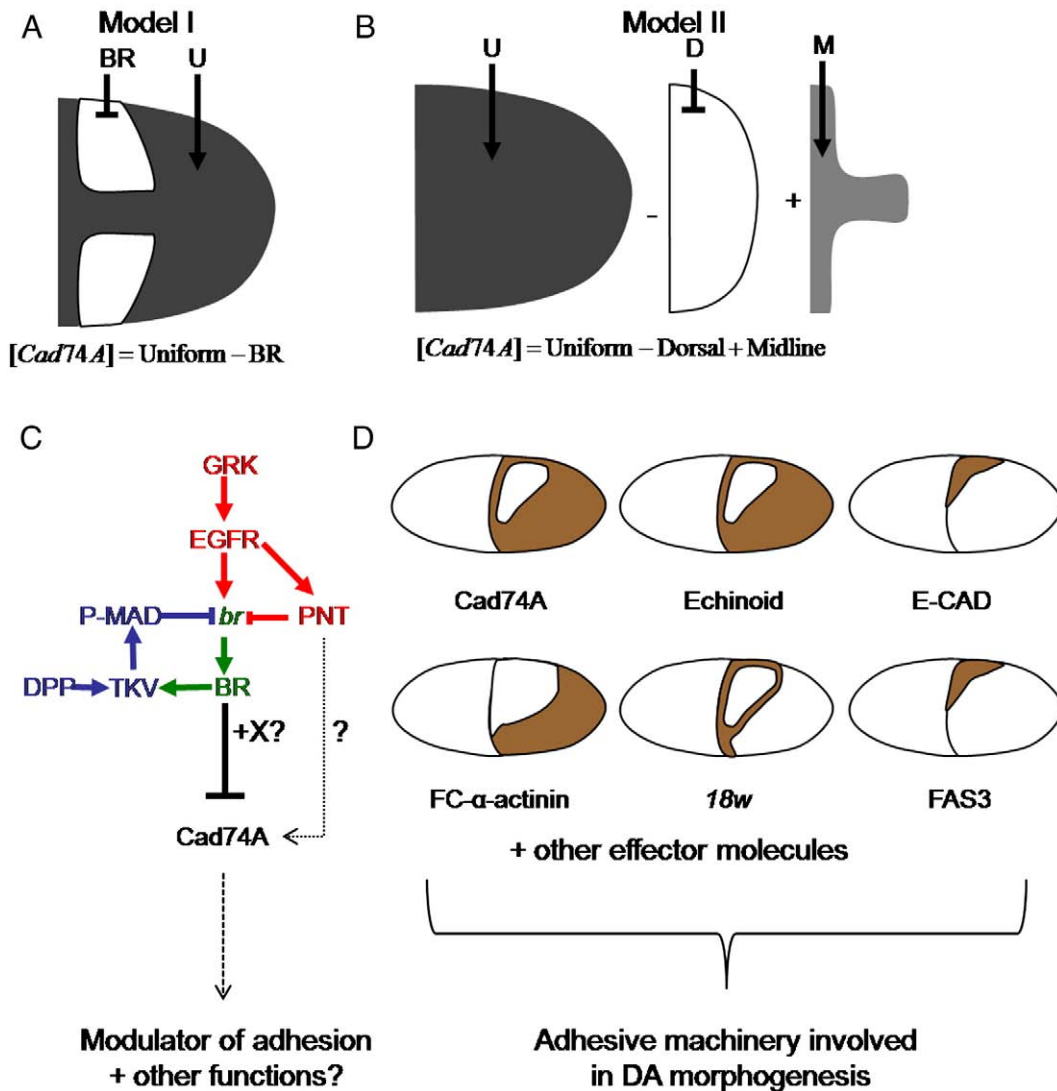 A
Model I
BR U
[Cad74A] = Uniform – BR
B
Model II
U D M
–
+
[Cad74A] = Uniform – Dorsal + Midline
C
GRK
EGFR
P-MAD br PNT
DPP TKV BR
+X? ?
Cad74A
Modulator of adhesion
+ other functions?
D
Cad74A Echinoid E-CAD
FC-α-actinin 18w FAS3
+ other effector molecules
Adhesive machinery involved
in DA morphogenesis